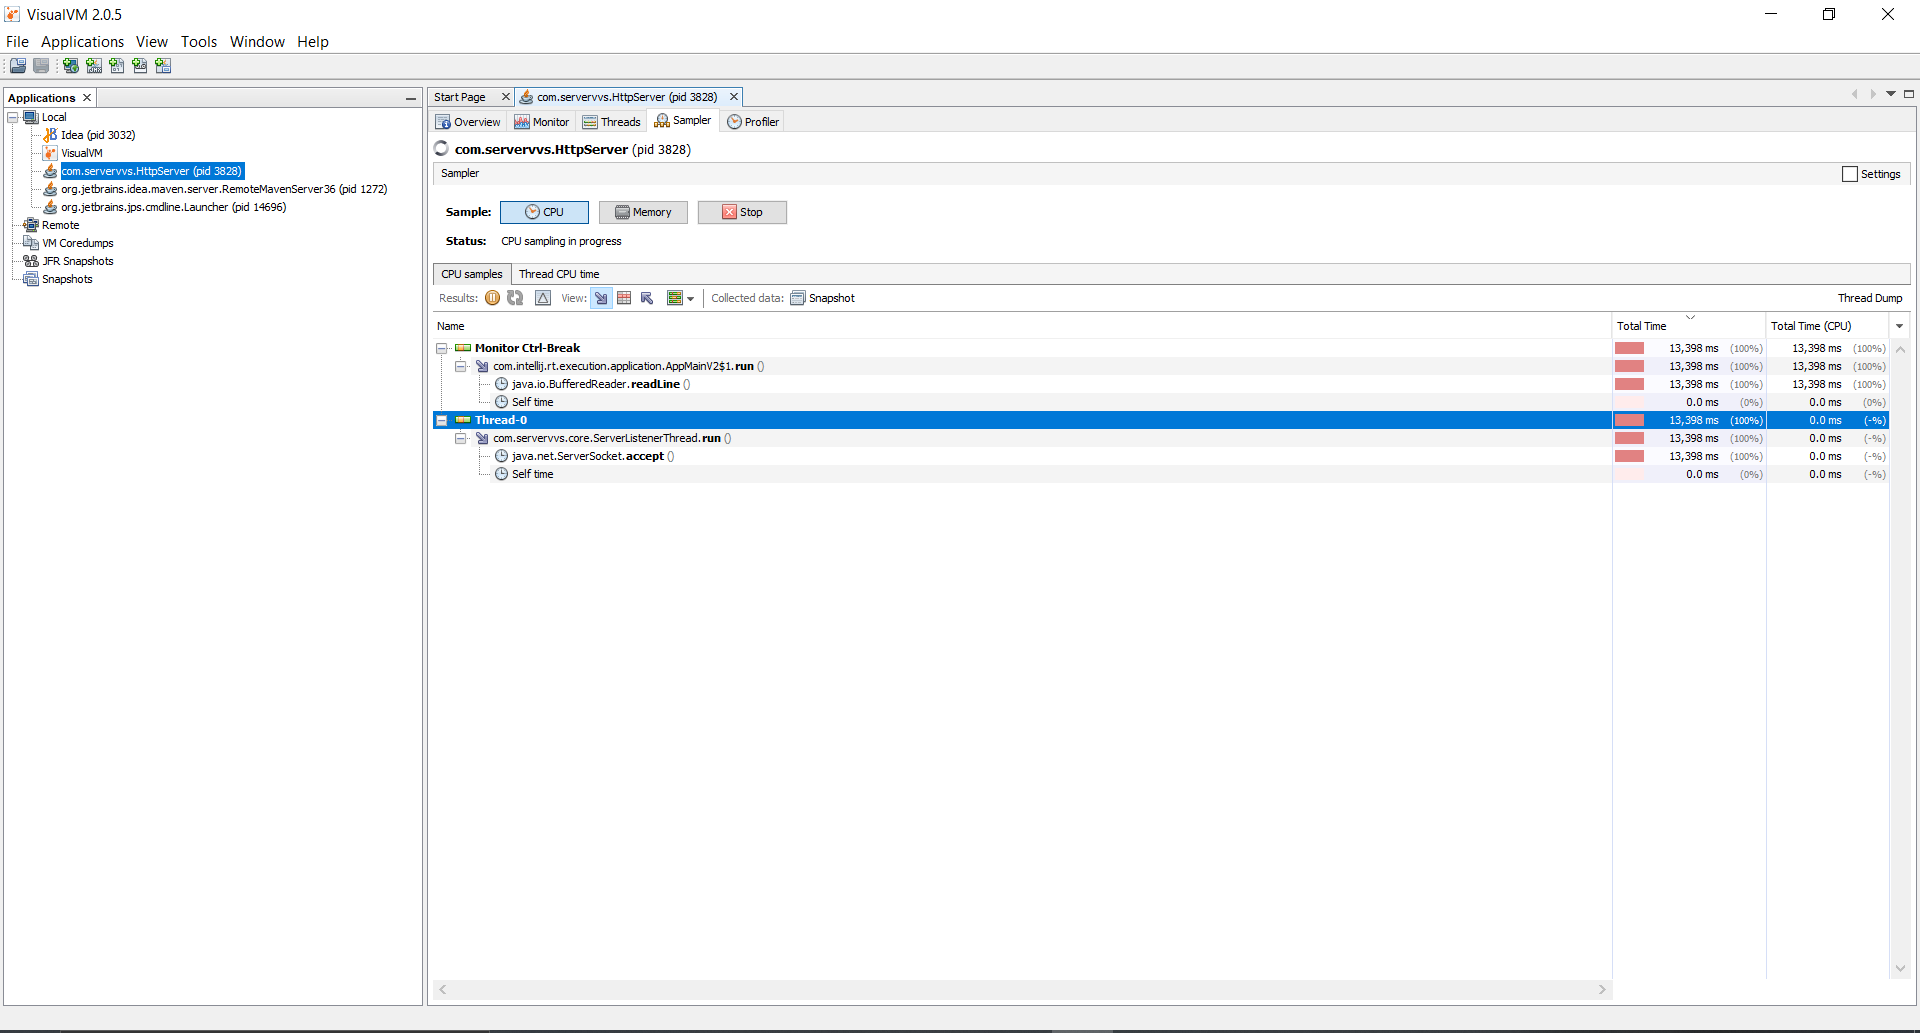 VisualVM 2.0.5
File Applications View Tools Window Help
Applications
Local
Idea (pid 3032)
VisualVM
com.servervvs.HttpServer (pid 3828)
org.jetbrains.idea.maven.server.RemoteMavenServer36 (pid 1272)
org.jetbrains.jps.cmdline.Launcher (pid 14696)
Remote
VM Coredumps
JFR Snapshots
Snapshots
Start Page com.servervvs.HttpServer (pid 3828)
Overview Monitor Threads Sampler Profiler
com.servervvs.HttpServer (pid 3828)
Sampler Settings
Sample: CPU Memory Stop
Status: CPU sampling in progress
CPU samples Thread CPU time
Results: View: Collected data: Snapshot Thread Dump
Name Total Time Total Time (CPU)
Monitor Ctrl-Break 13,398 ms (100%) 13,398 ms (100%)
com.intellij.rt.execution.application.AppMainV2$1.run () 13,398 ms (100%) 13,398 ms (100%)
java.io.BufferedReader.readLine () 13,398 ms (100%) 13,398 ms (100%)
Self time 0.0 ms (0%) 0.0 ms (0%)
Thread-0 13,398 ms (100%) 0.0 ms (-%)
com.servervvs.core.ServerListenerThread.run () 13,398 ms (100%) 0.0 ms (-%)
java.net.ServerSocket.accept () 13,398 ms (100%) 0.0 ms (-%)
Self time 0.0 ms (0%) 0.0 ms (-%)